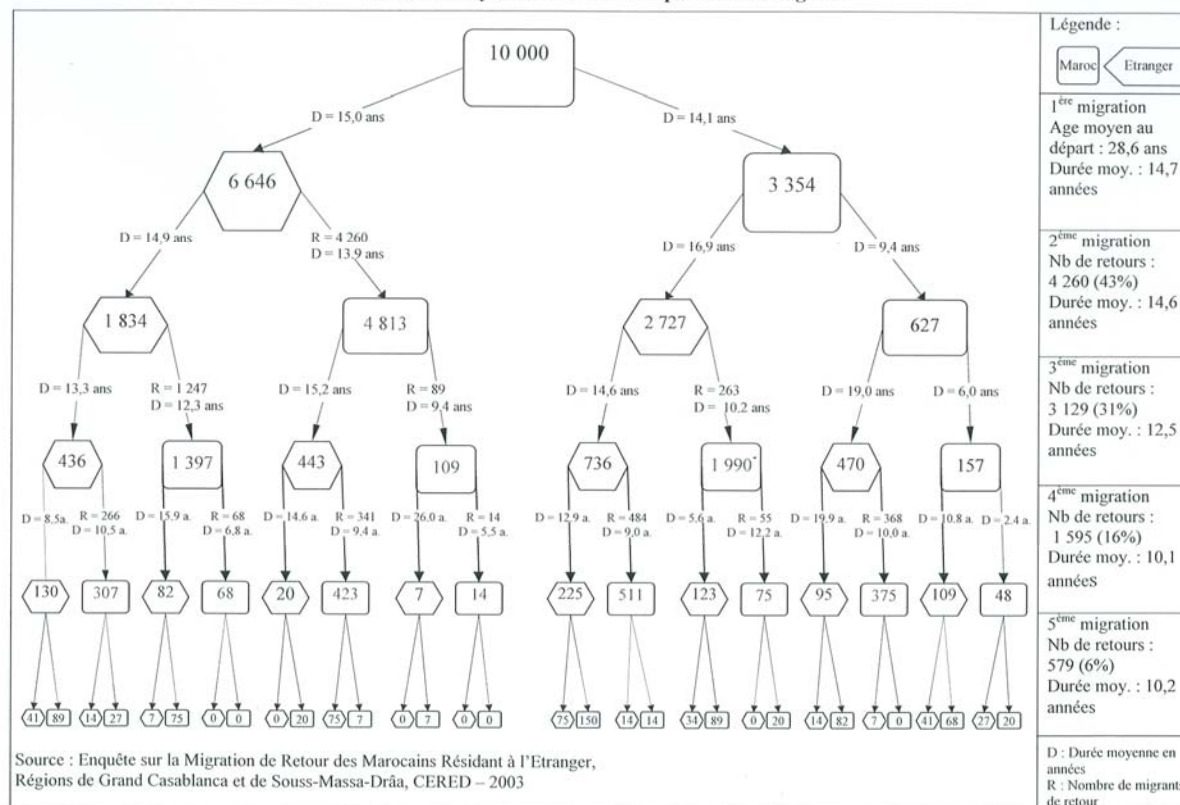 10 000
D = 15,0 ans
D = 14,1 ans
6 646
3 354
D = 14,9 ans
R = 4 260
D = 13,9 ans
D = 16,9 ans
D = 9,4 ans
1 834
4 813
2 727
627
D = 13,3 ans
R = 1 247
D = 12,3 ans
D = 15,2 ans
R = 89
D = 9,4 ans
D = 14,6 ans
R = 263
D = 10,2 ans
D = 19,0 ans
D = 6,0 ans
436
1 397
443
109
736
1 990*
470
157
D = 8,5a.
R = 266
D = 10,5 a.
D = 15,9 a.
R = 68
D = 6,8 a.
D = 14,6 a.
R = 341
D = 9,4 a.
D = 26,0 a.
R = 14
D = 5,5 a.
D = 12,9 a.
R = 484
D = 9,0 a.
D = 5,6 a.
R = 55
D = 12,2 a.
D = 19,9 a.
R = 368
D = 10,0 a.
D = 10,8 a.
D = 2,4 a.
130
307
82
68
20
423
7
14
225
511
123
75
95
375
109
48
41 89 14 27 7 75 0 0 0 20 75 7 0 7 0 0 75 150 14 14 34 89 0 20 14 82 7 0 41 68 27 20
Source : Enquête sur la Migration de Retour des Marocains Résidant à l'Etranger,
Régions de Grand Casablanca et de Souss-Massa-Drâa, CERED – 2003
Légende :
Maroc
Etranger
1ère migration
Age moyen au
départ : 28,6 ans
Durée moy. : 14,7
années
2ème migration
Nb de retours :
4 260 (43%)
Durée moy. : 14,6
années
3ème migration
Nb de retours :
3 129 (31%)
Durée moy. : 12,5
années
4ème migration
Nb de retours :
1 595 (16%)
Durée moy. : 10,1
années
5ème migration
Nb de retours :
579 (6%)
Durée moy. : 10,2
années
D : Durée moyenne en
années
R : Nombre de migrants
de retour